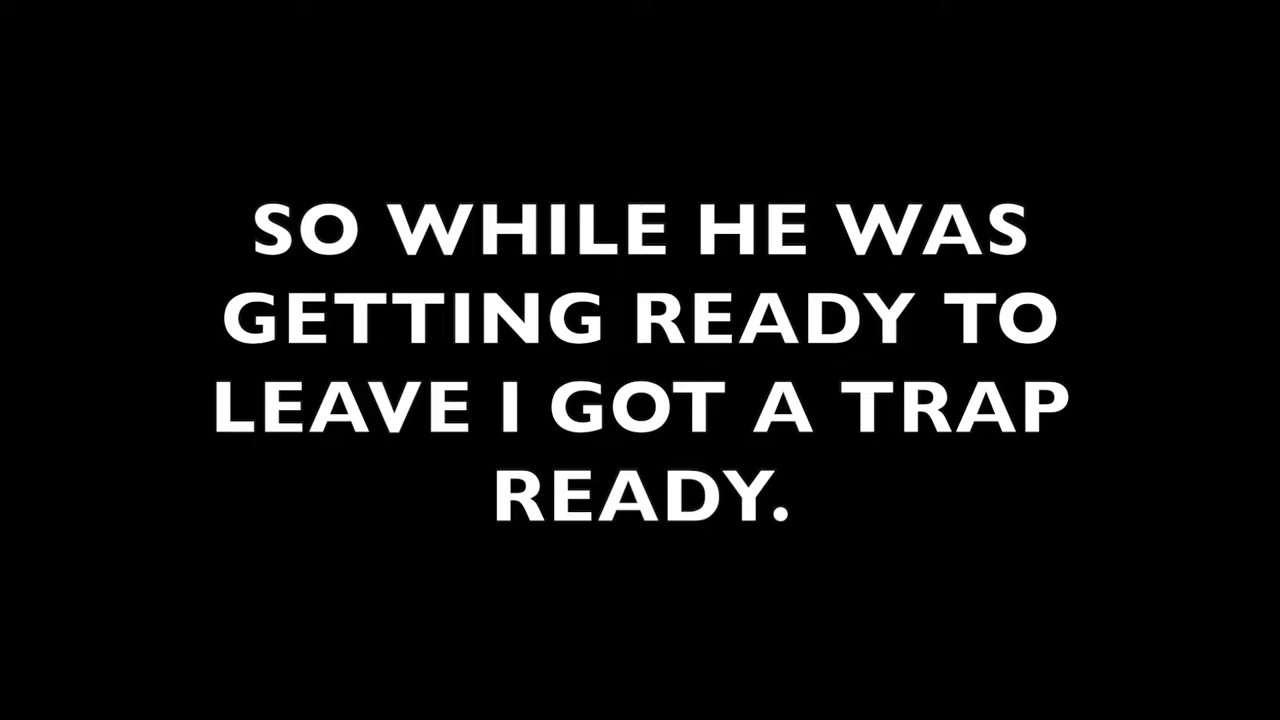 SO WHILE HE WAS
GETTING READY TO
LEAVE I GOT A TRAP
READY.